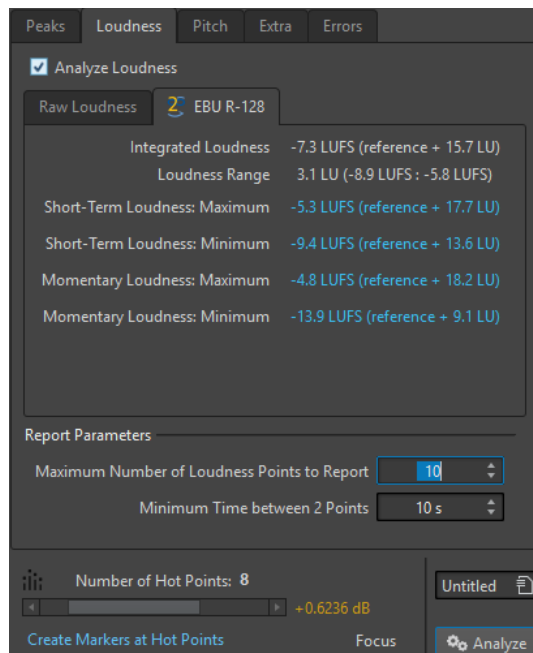 Peaks Loudness Pitch Extra Errors
Analyze Loudness
Raw Loudness 2 EBU R-128
Integrated Loudness -7.3 LUFS (reference + 15.7 LU)
Loudness Range 3.1 LU (-8.9 LUFS : -5.8 LUFS)
Short-Term Loudness: Maximum -5.3 LUFS (reference + 17.7 LU)
Short-Term Loudness: Minimum -9.4 LUFS (reference + 13.6 LU)
Momentary Loudness: Maximum -4.8 LUFS (reference + 18.2 LU)
Momentary Loudness: Minimum -13.9 LUFS (reference + 9.1 LU)
Report Parameters
Maximum Number of Loudness Points to Report 10
Minimum Time between 2 Points 10 s
Number of Hot Points: 8
Untitled
+0.6236 dB
Create Markers at Hot Points Focus Analyze